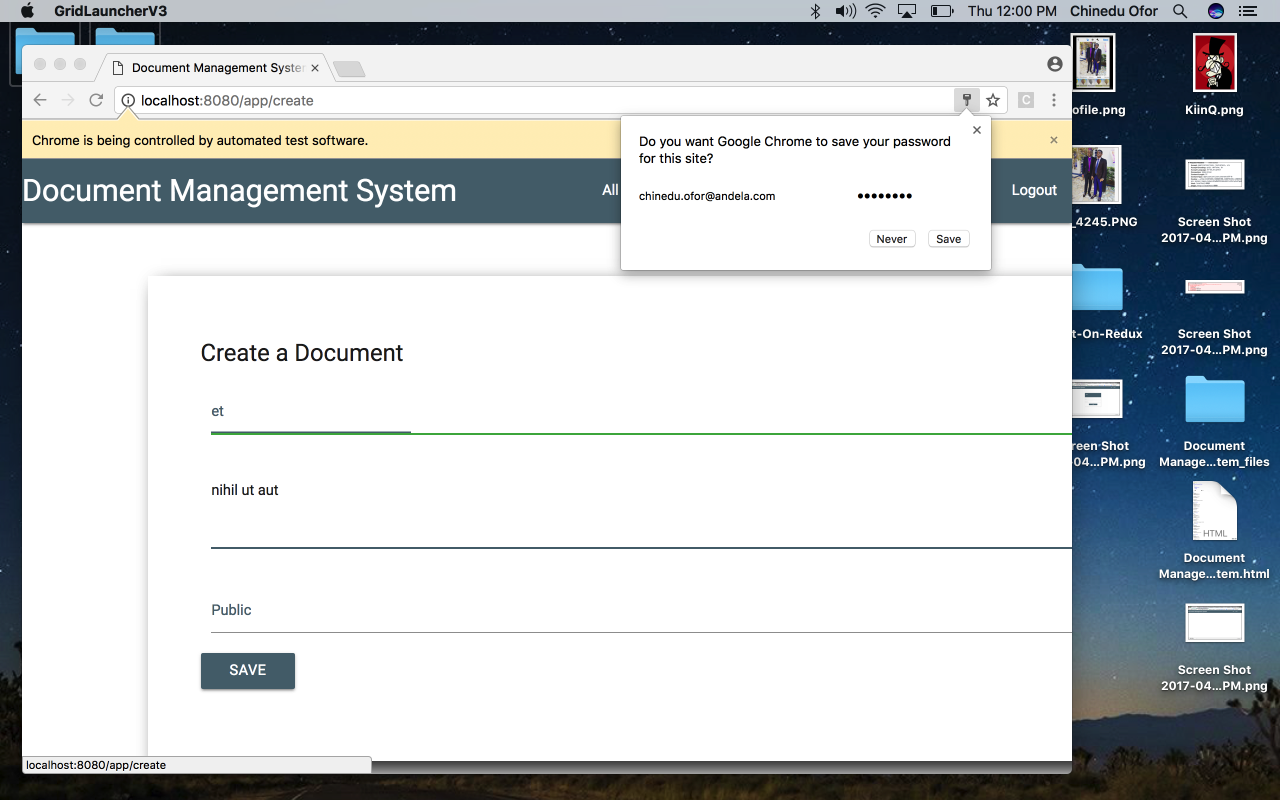 GridLauncherV3
Thu 12:00 PM
Chinedu Ofor
Document Management Syste
localhost:8080/app/create
C
Chrome is being controlled by automated test software.
Do you want Google Chrome to save your password
for this site?
chinedu.ofor@andela.com
••••••••
Never
Save
Document Management System
All
Logout
Create a Document
et
nihil ut aut
Public
SAVE
localhost:8080/app/create
ofile.png
KiinQ.png
_4245.PNG
Screen Shot
2017-04...PM.png
t-On-Redux
Screen Shot
2017-04...PM.png
reen Shot
04...PM.png
Document
Manage...tem_files
HTML
Document
Manage...tem.html
Screen Shot
2017-04...PM.png